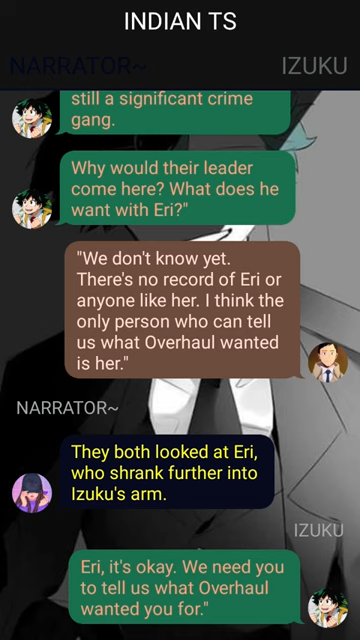 INDIAN TS
NARRATOR~
IZUKU
still a significant crime
gang.
Why would their leader
come here? What does he
want with Eri?"
"We don't know yet.
There's no record of Eri or
anyone like her. I think the
only person who can tell
us what Overhaul wanted
is her."
NARRATOR~
They both looked at Eri,
who shrank further into
Izuku's arm.
IZUKU
Eri, it's okay. We need you
to tell us what Overhaul
wanted you for."